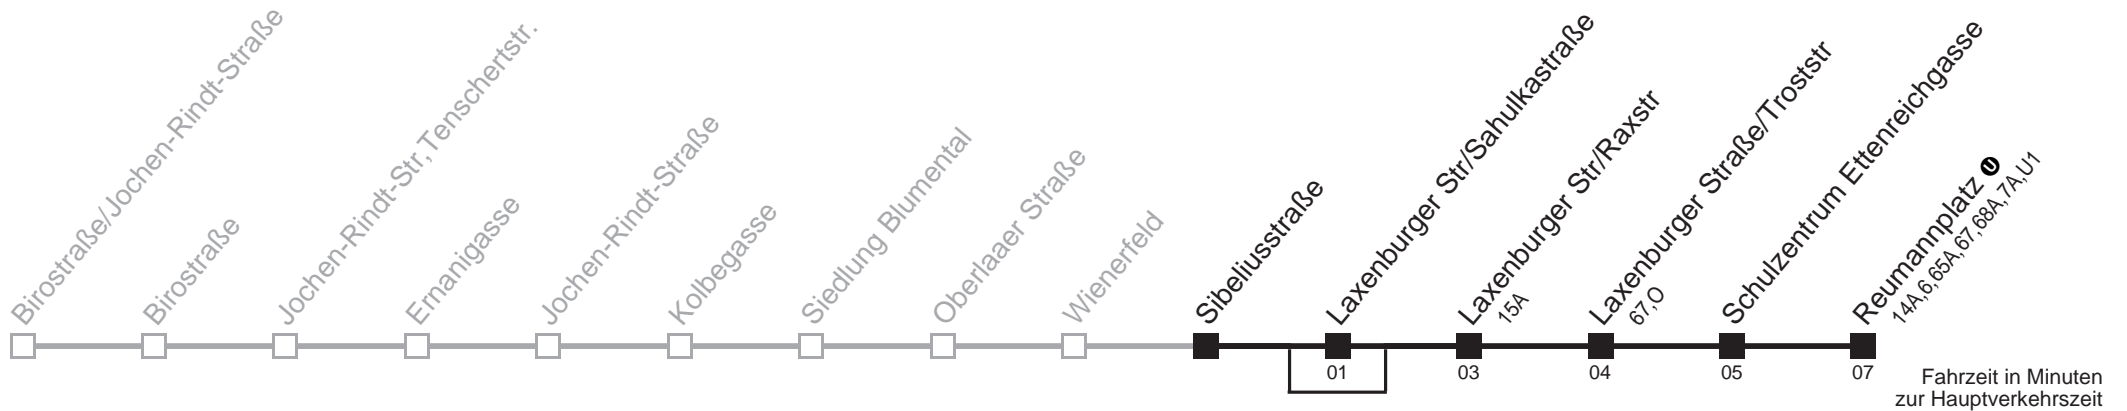 Birostraße/Jochen-Rindt-Straße
Birostraße
Jochen-Rindt-Str,Tenschertstr.
Ernanigasse
Jochen-Rindt-Straße
Kolbegasse
Siedlung Blumental
Oberlaaer Straße
Wienerfeld
Sibeliusstraße
Laxenburger Str/Sahulkastraße
Laxenburger Str/Raxstr
15A
Laxenburger Straße/Troststr
67,O
Schulzentrum Ettenreichgasse
Reumannplatz U
14A,6,65A,67,68A,7A,U1
01
03
04
05
07
Fahrzeit in Minuten
zur Hauptverkehrszeit